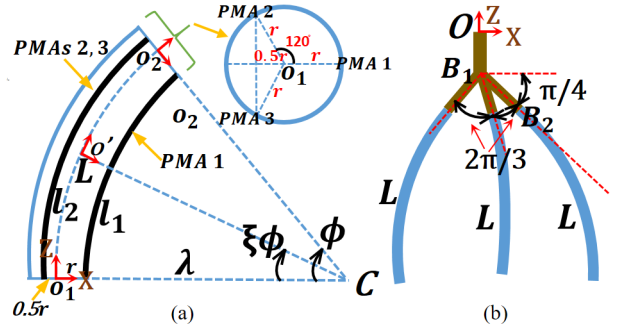 PMAs 2,3
o₂
PMA 2
r
120°
r
0.5r
o₁
PMA 1
r
PMA 3
o₂
PMA 1
o'
L
l₂
l₁
Z
r
X
o₁
0.5r
λ
ξϕ
ϕ
C
(a)
Z
O
X
B₁
π/4
B₂
2π/3
L
L
L
(b)